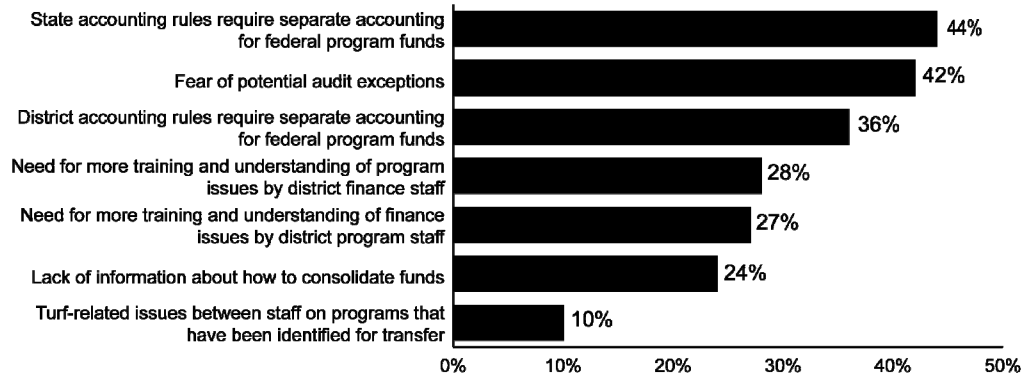 State accounting rules require separate accounting
for federal program funds
44%
Fear of potential audit exceptions
42%
District accounting rules require separate accounting
for federal program funds
36%
Need for more training and understanding of program
issues by district finance staff
28%
Need for more training and understanding of finance
issues by district program staff
27%
Lack of information about how to consolidate funds
24%
Turf-related issues between staff on programs that
have been identified for transfer
10%
0% 10% 20% 30% 40% 50%